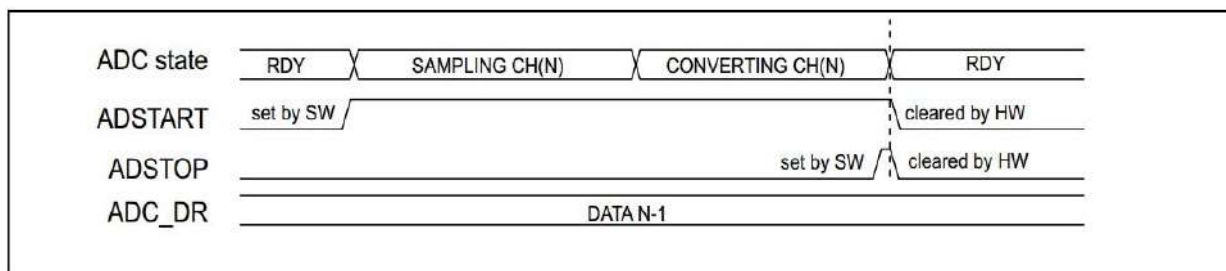 ADC state RDY SAMPLING CH(N) CONVERTING CH(N) RDY
ADSTART set by SW cleared by HW
ADSTOP set by SW cleared by HW
ADC_DR DATA N-1